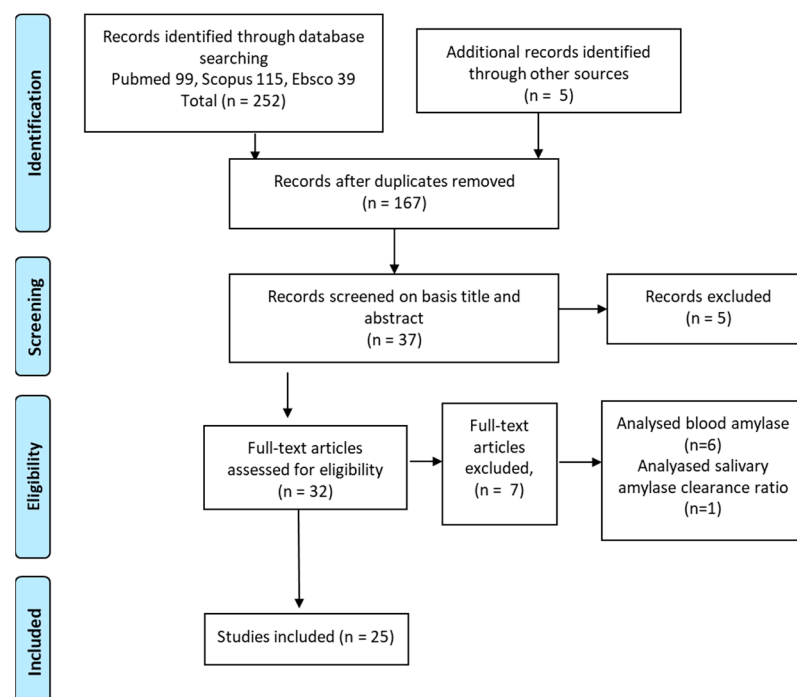 Identification
Records identified through database
searching
Pubmed 99, Scopus 115, Ebsco 39
Total (n = 252)
Additional records identified
through other sources
(n = 5)
Records after duplicates removed
(n = 167)
Screening
Records screened on basis title and
abstract
(n = 37)
Records excluded
(n = 5)
Eligibility
Full-text articles
assessed for eligibility
(n = 32)
Full-text
articles
excluded,
(n = 7)
Analysed blood amylase
(n=6)
Analyased salivary
amylase clearance ratio
(n=1)
Included
Studies included (n = 25)